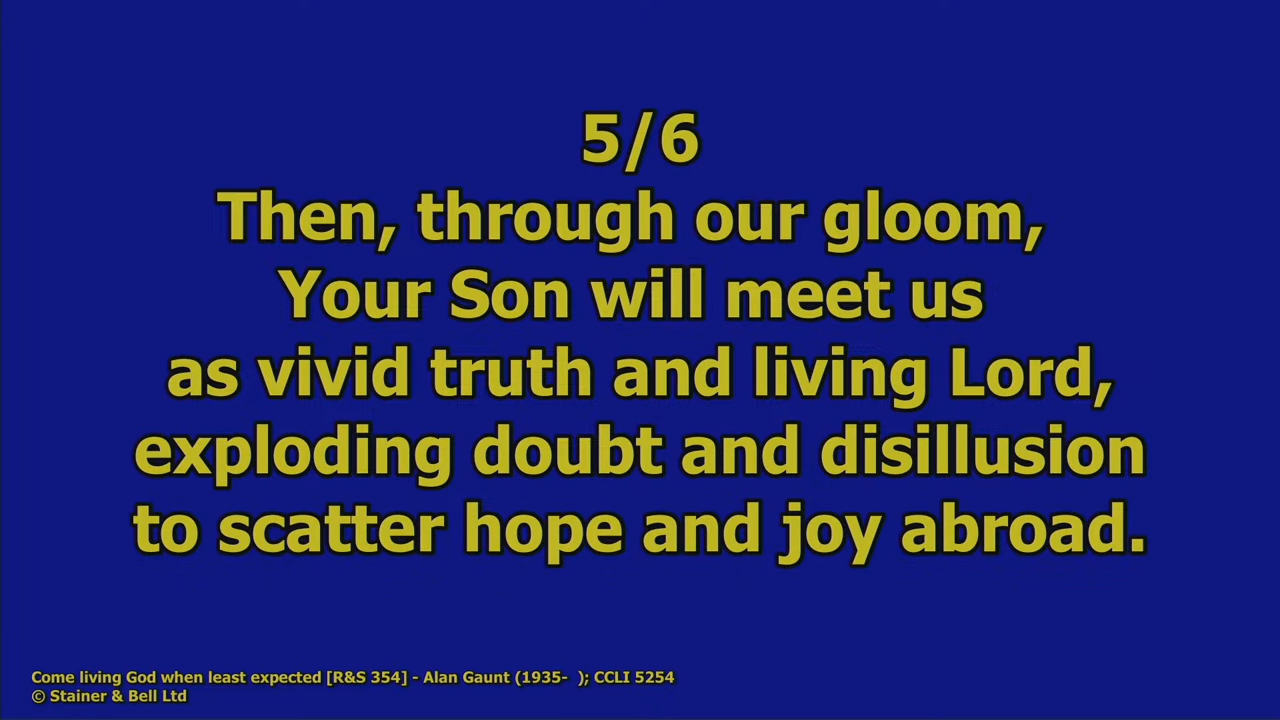 5/6
Then, through our gloom,
Your Son will meet us
as vivid truth and living Lord,
exploding doubt and disillusion
to scatter hope and joy abroad.
Come living God when least expected [R&S 354] - Alan Gaunt (1935-  ); CCLI 5254
© Stainer & Bell Ltd